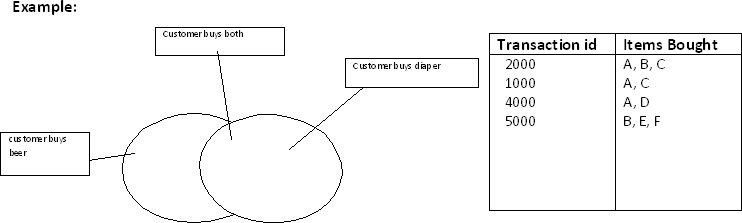 Example:
Customer buys both
Customer buys diaper
customer buys
beer
Transaction id Items Bought
2000 A, B, C
1000 A, C
4000 A, D
5000 B, E, F